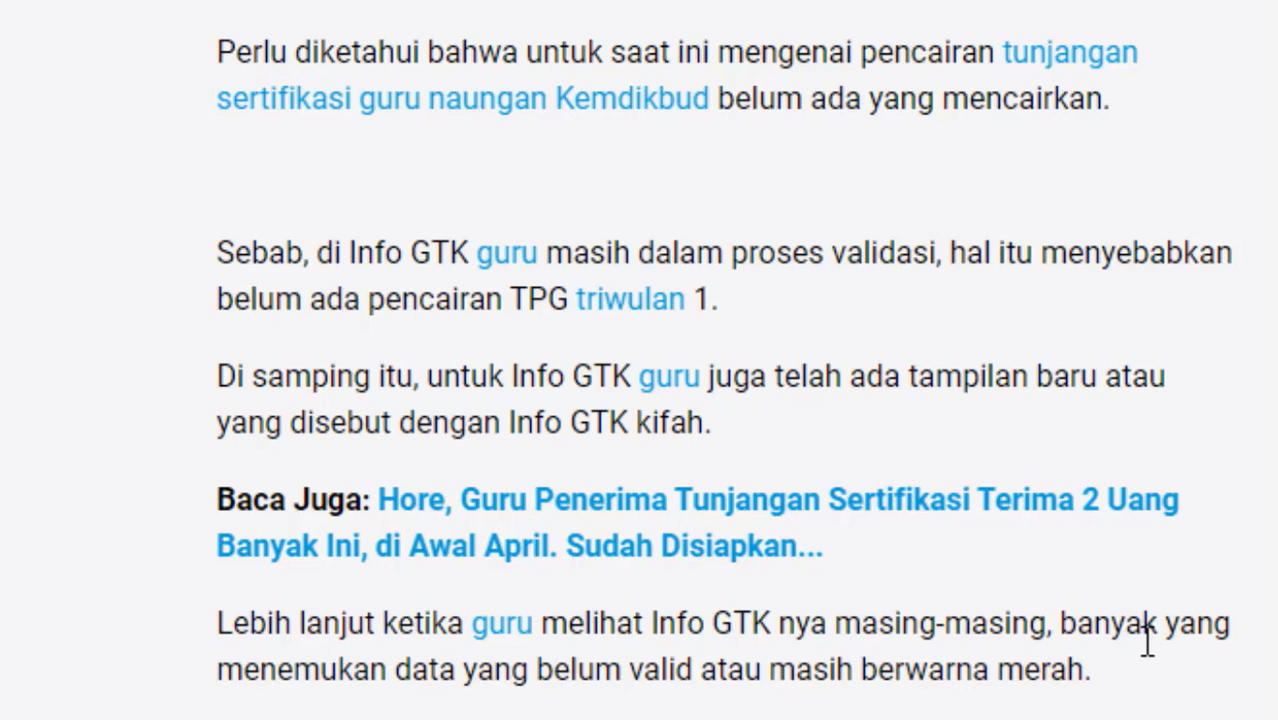 Perlu diketahui bahwa untuk saat ini mengenai pencairan tunjangan
sertifikasi guru naungan Kemdikbud belum ada yang mencairkan.
Sebab, di Info GTK guru masih dalam proses validasi, hal itu menyebabkan
belum ada pencairan TPG triwulan 1.
Di samping itu, untuk Info GTK guru juga telah ada tampilan baru atau
yang disebut dengan Info GTK kifah.
Baca Juga: Hore, Guru Penerima Tunjangan Sertifikasi Terima 2 Uang
Banyak Ini, di Awal April. Sudah Disiapkan...
Lebih lanjut ketika guru melihat Info GTK nya masing-masing, banyak yang
menemukan data yang belum valid atau masih berwarna merah.